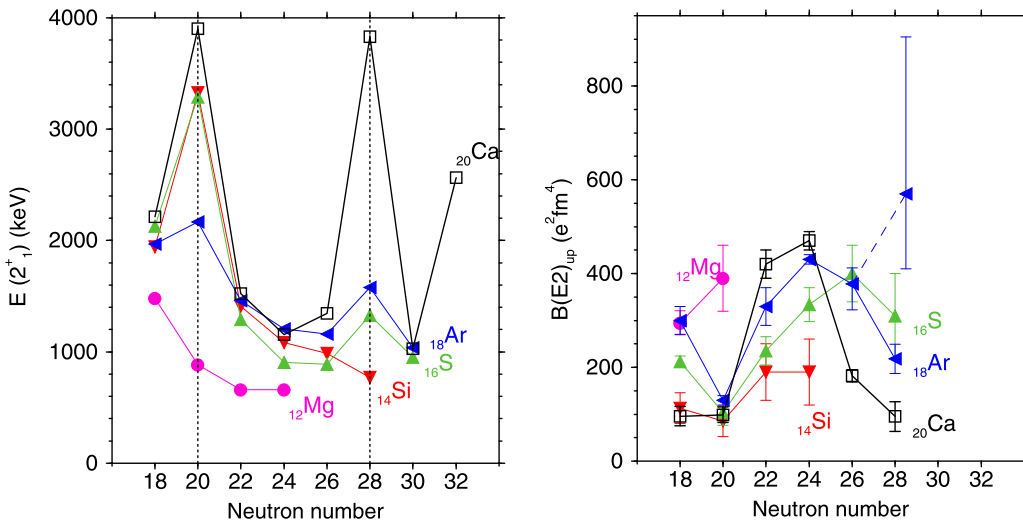 4000
3000
2000
1000
0
18 20 22 24 26 28 30 32
Neutron number
E (2⁺₁) (keV)
₂₀Ca
₁₈Ar
₁₆S
₁₄Si
₁₂Mg
800
600
400
200
0
18 20 22 24 26 28 30 32
Neutron number
B(E2)ᵤₚ (e²fm⁴)
₁₂Mg
₁₆S
₁₈Ar
₂₀Ca
₁₄Si